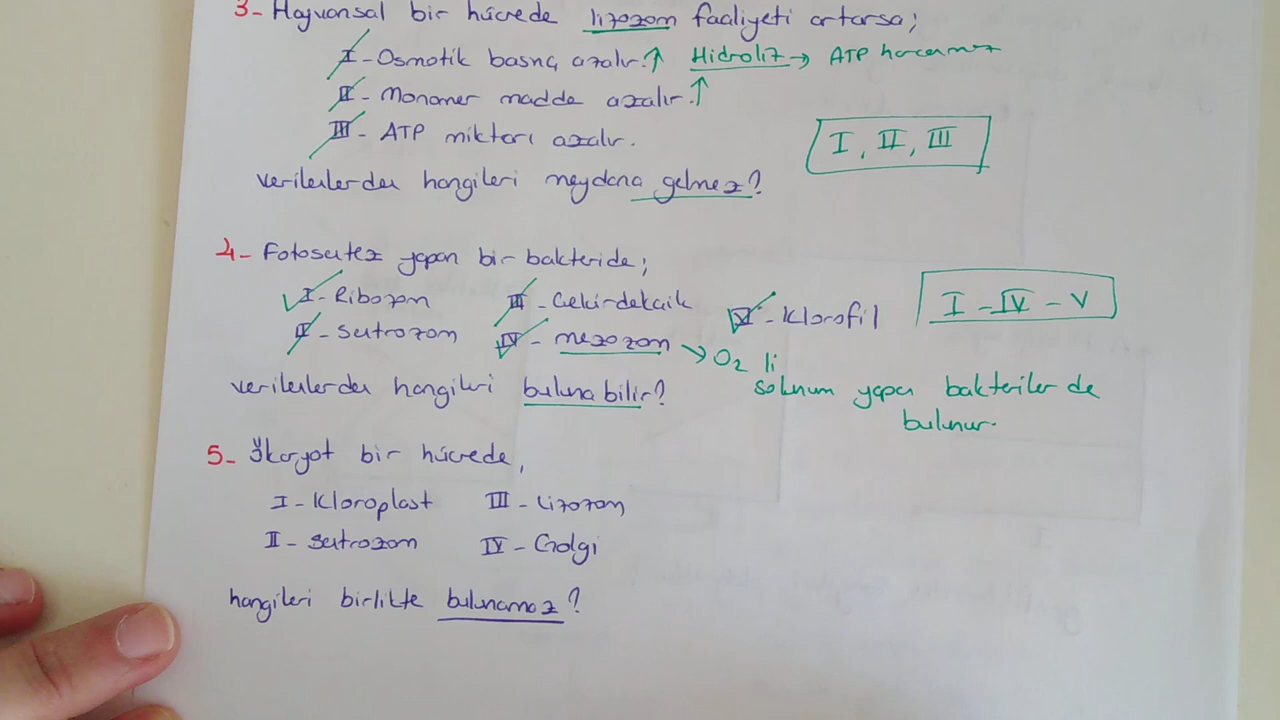 3- Hayvansal bir hücrede lizozom faaliyeti artarsa;
I- Osmotik basınç azalır. ↑ Hidroliz → ATP harcanmaz
II- Monomer madde azalır. ↑
III- ATP miktarı azalır.
I, II, III
verilenlerden hangileri meydana gelmez?
4- Fotosentez yapan bir bakteride;
I- Ribozom III- Çekirdekçik V- Klorofil
I - IV - V
II- Sentrozom IV- mezozom → O2 li
solunum yapan bakteriler de
bulunur.
verilenlerden hangileri bulunabilir?
5- Ökaryot bir hücrede,
I- Kloroplast III- Lizozom
II- Sentrozom IV- Golgi
hangileri birlikte bulunamaz?